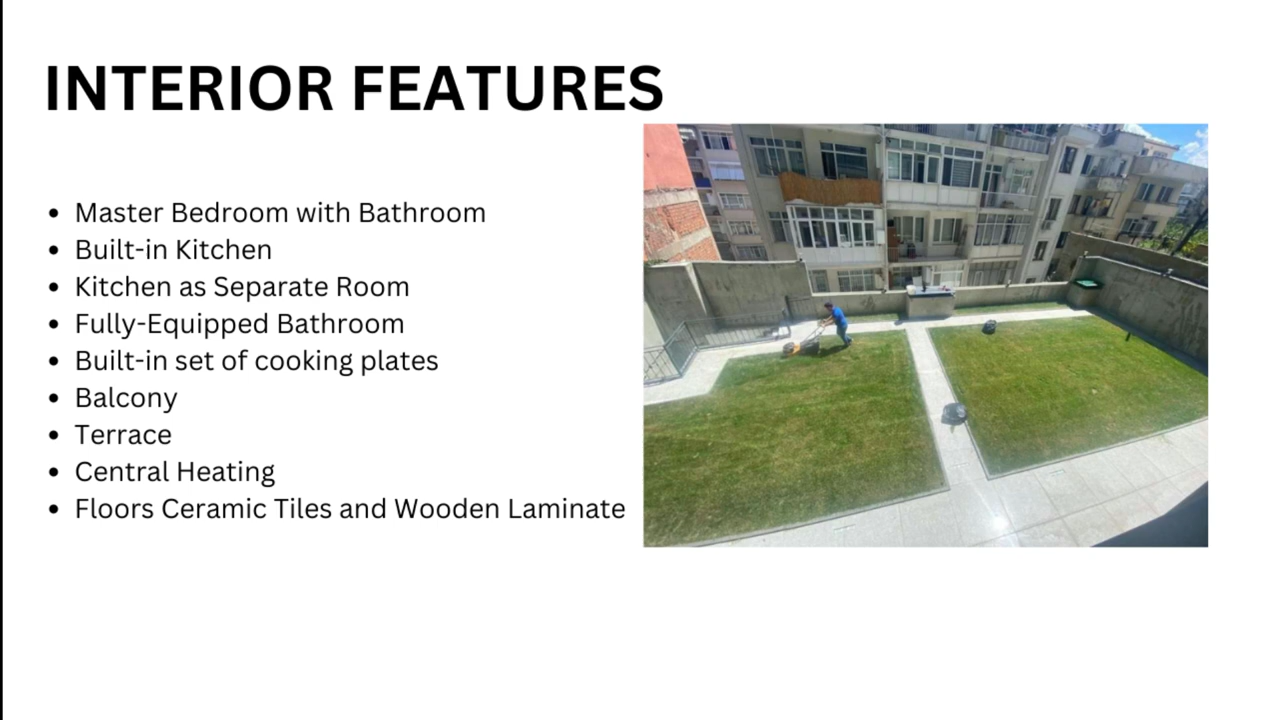 INTERIOR FEATURES
• Master Bedroom with Bathroom
• Built-in Kitchen
• Kitchen as Separate Room
• Fully-Equipped Bathroom
• Built-in set of cooking plates
• Balcony
• Terrace
• Central Heating
• Floors Ceramic Tiles and Wooden Laminate